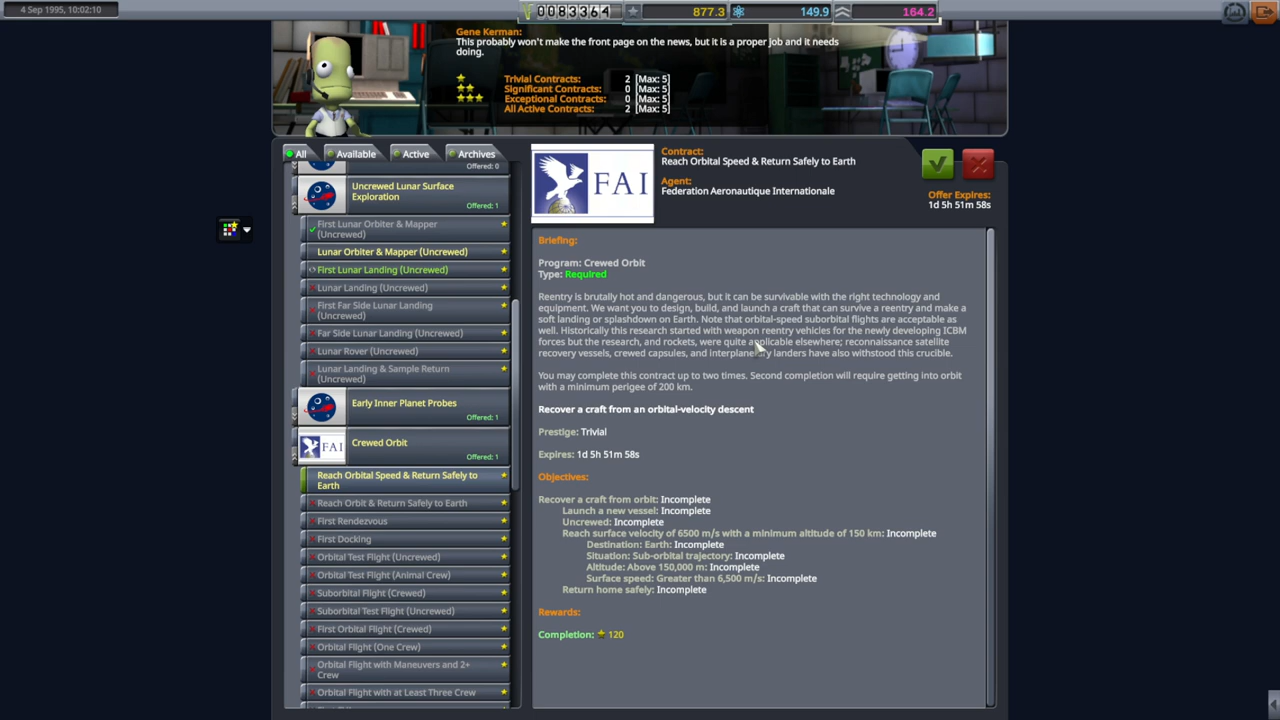 4 Sep 1995, 10:02:10
0083364
877.3
149.9
164.2
Gene Kerman:
This probably won't make the front page on the news, but it is a proper job and it needs
doing.
Trivial Contracts: 2 [Max: 5]
Significant Contracts: 0 [Max: 5]
Exceptional Contracts: 0 [Max: 5]
All Active Contracts: 2 [Max: 5]
All
Available
Active
Archives
Offered: 0
Uncrewed Lunar Surface
Exploration
Offered: 1
First Lunar Orbiter & Mapper
(Uncrewed)
Lunar Orbiter & Mapper (Uncrewed)
First Lunar Landing (Uncrewed)
Lunar Landing (Uncrewed)
First Far Side Lunar Landing
(Uncrewed)
Far Side Lunar Landing (Uncrewed)
Lunar Rover (Uncrewed)
Lunar Landing & Sample Return
(Uncrewed)
Early Inner Planet Probes
Offered: 1
FAI
Crewed Orbit
Offered: 1
Reach Orbital Speed & Return Safely to
Earth
Reach Orbit & Return Safely to Earth
First Rendezvous
First Docking
Orbital Test Flight (Uncrewed)
Orbital Test Flight (Animal Crew)
Suborbital Flight (Crewed)
Suborbital Test Flight (Uncrewed)
First Orbital Flight (Crewed)
Orbital Flight (One Crew)
Orbital Flight with Maneuvers and 2+
Crew
Orbital Flight with at Least Three Crew
FAI
Contract:
Reach Orbital Speed & Return Safely to Earth
Agent:
Federation Aeronautique Internationale
Offer Expires:
1d 5h 51m 58s
Briefing:
Program: Crewed Orbit
Type: Required
Reentry is brutally hot and dangerous, but it can be survivable with the right technology and
equipment. We want you to design, build, and launch a craft that can survive a reentry and make a
soft landing or splashdown on Earth. Note that orbital-speed suborbital flights are acceptable as
well. Historically this research started with weapon reentry vehicles for the newly developing ICBM
forces but the research, and rockets, were quite applicable elsewhere; reconnaissance satellite
recovery vessels, crewed capsules, and interplanetary landers have also withstood this crucible.
You may complete this contract up to two times. Second completion will require getting into orbit
with a minimum perigee of 200 km.
Recover a craft from an orbital-velocity descent
Prestige: Trivial
Expires: 1d 5h 51m 58s
Objectives:
Recover a craft from orbit: Incomplete
Launch a new vessel: Incomplete
Uncrewed: Incomplete
Reach surface velocity of 6500 m/s with a minimum altitude of 150 km: Incomplete
Destination: Earth: Incomplete
Situation: Sub-orbital trajectory: Incomplete
Altitude: Above 150,000 m: Incomplete
Surface speed: Greater than 6,500 m/s: Incomplete
Return home safely: Incomplete
Rewards:
Completion: 120